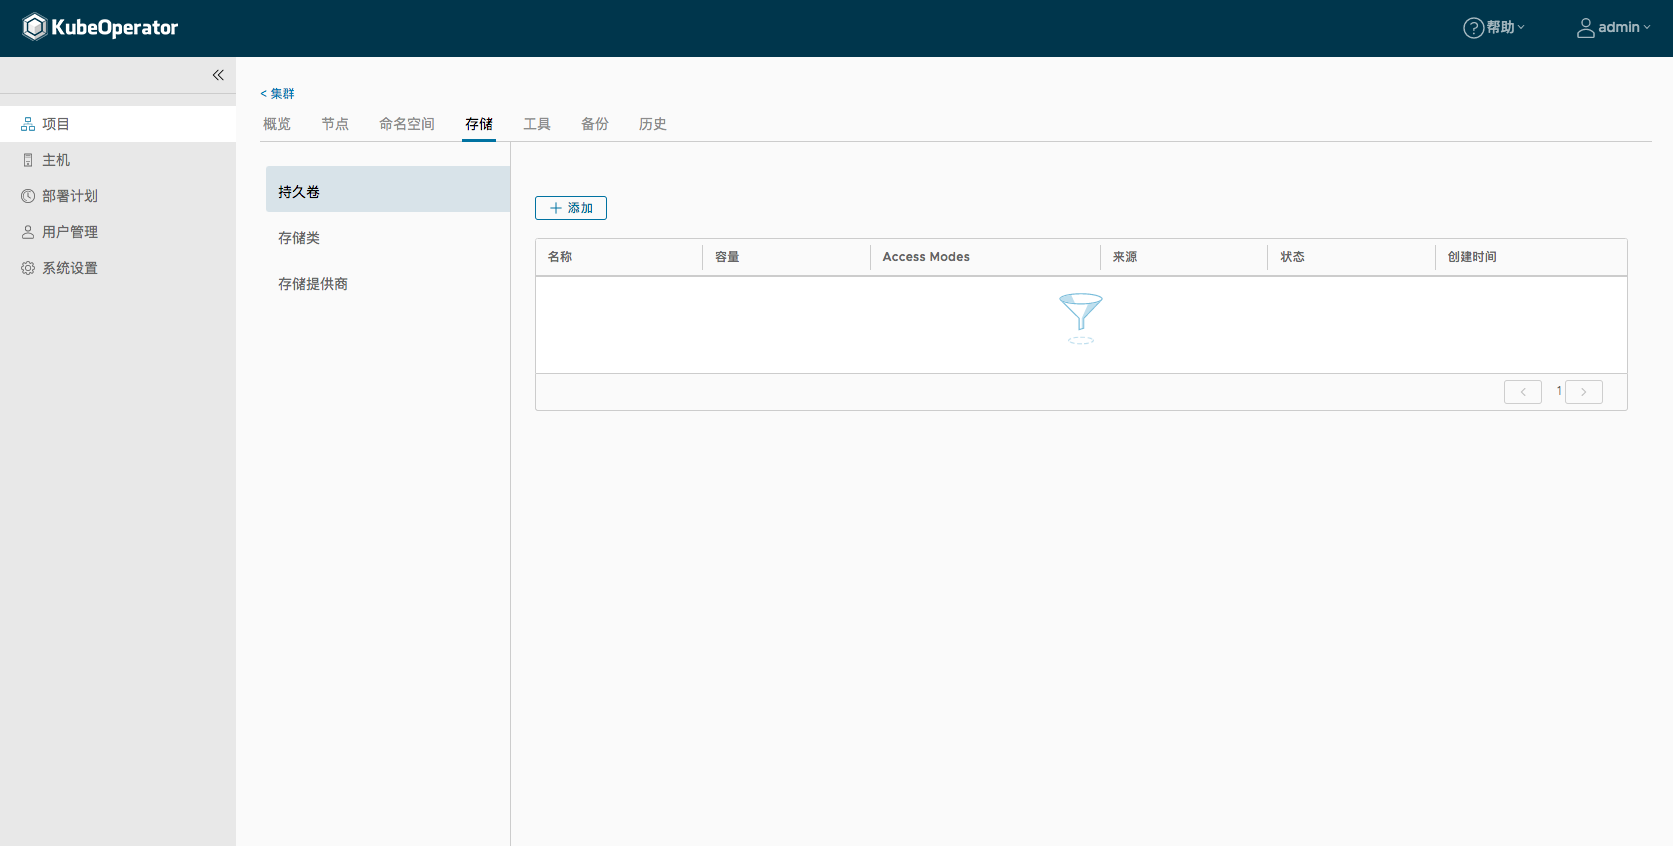 KubeOperator
帮助
admin
项目
主机
部署计划
用户管理
系统设置
< 集群
概览 节点 命名空间 存储 工具 备份 历史
持久卷
存储类
存储提供商
添加
名称 容量 Access Modes 来源 状态 创建时间
1